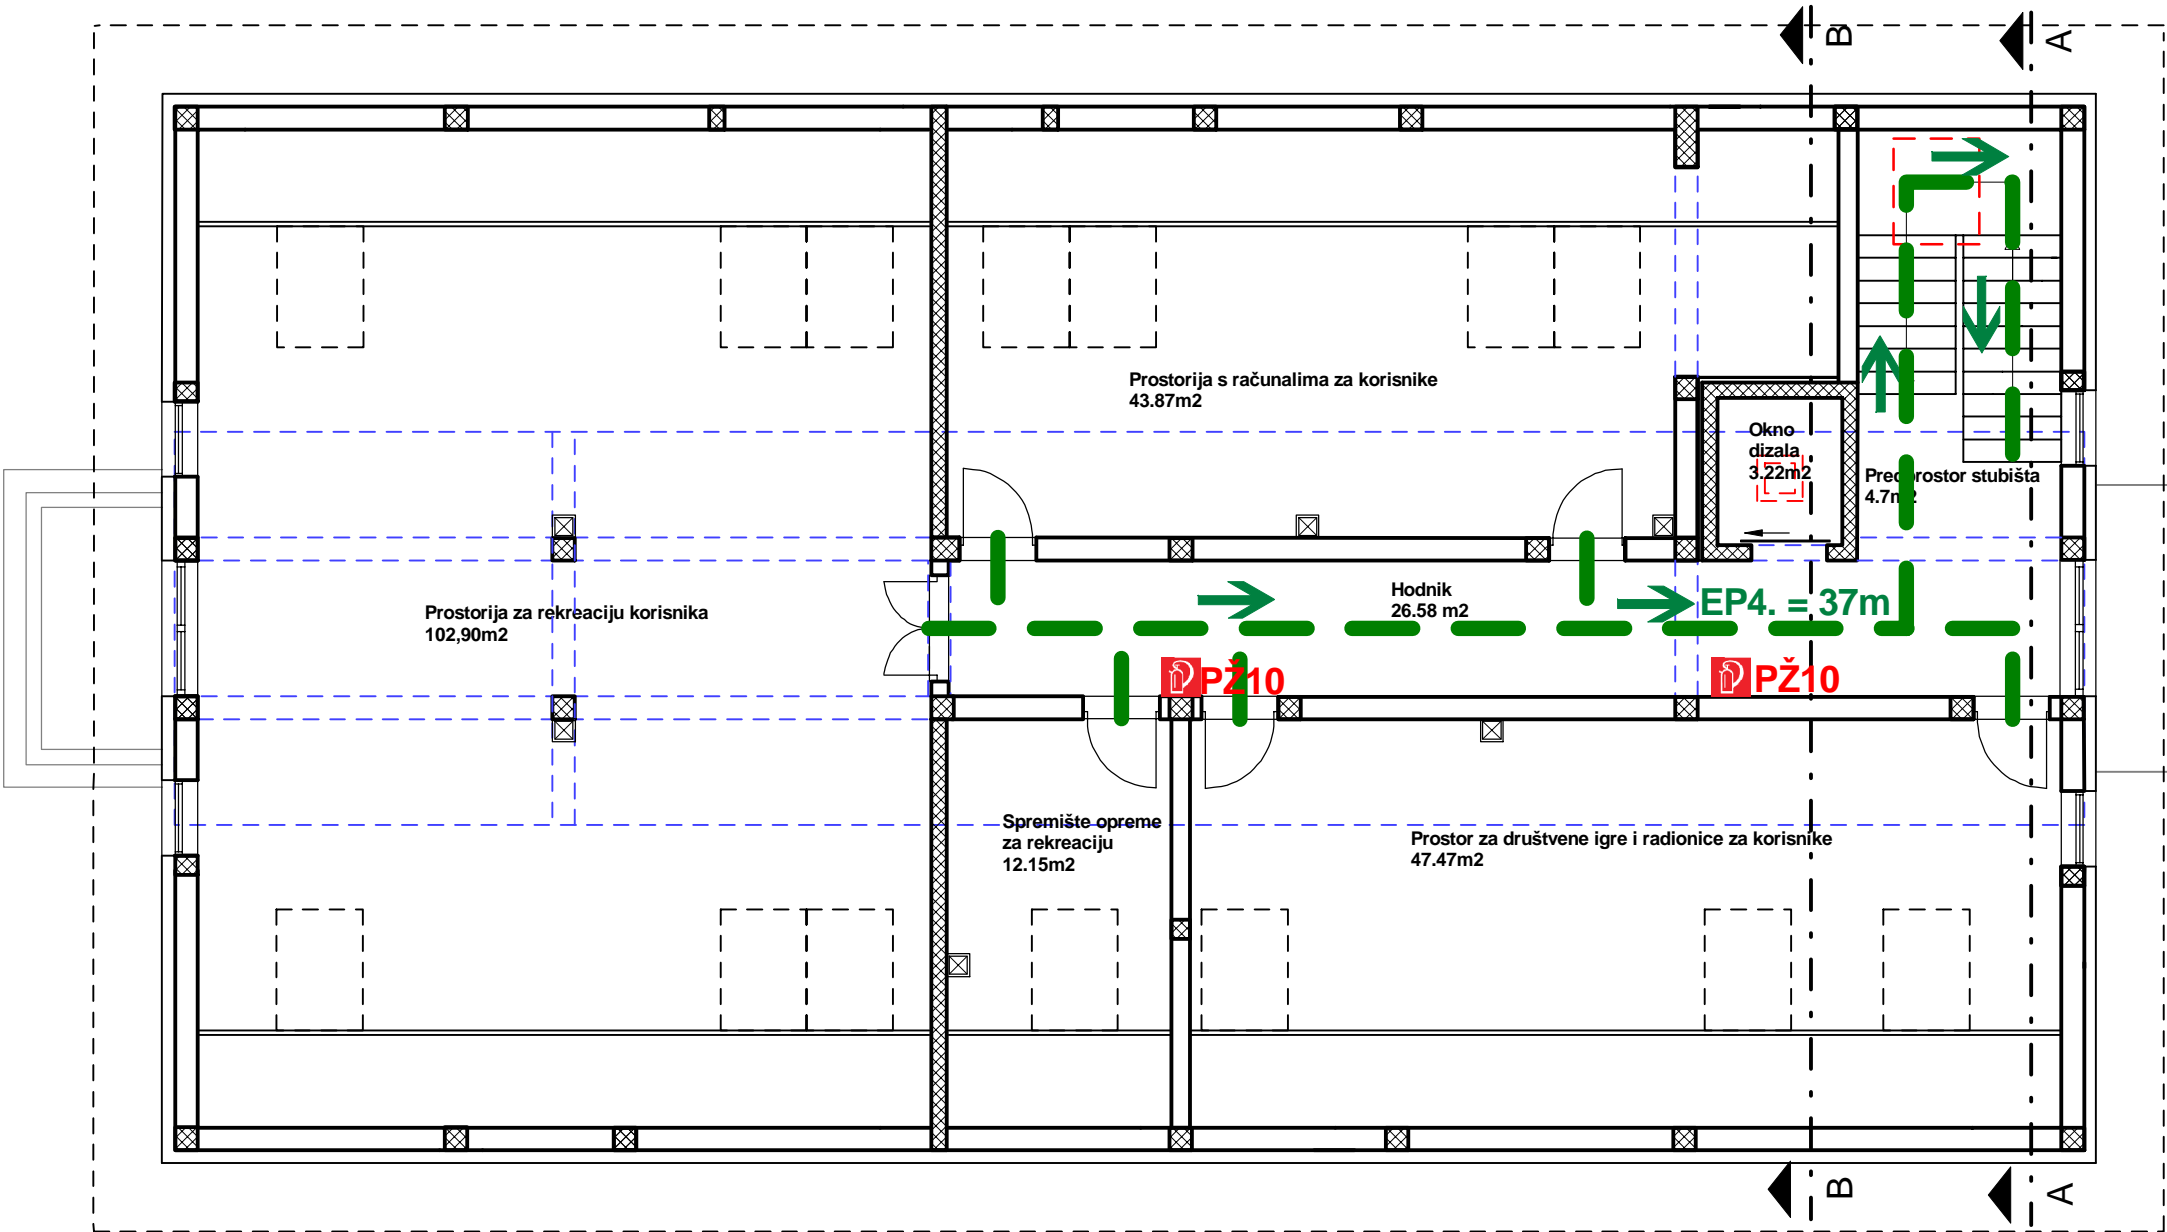 B
A
Prostorija s računalima za korisnike
43.87m2
Okno
dizala
3.22m2
Predprostor stubišta
4.7m2
Prostorija za rekreaciju korisnika
102,90m2
Hodnik
26.58 m2
EP4. = 37m
PŽ10
PŽ10
Spremište opreme
za rekreaciju
12.15m2
Prostor za društvene igre i radionice za korisnike
47.47m2
B
A